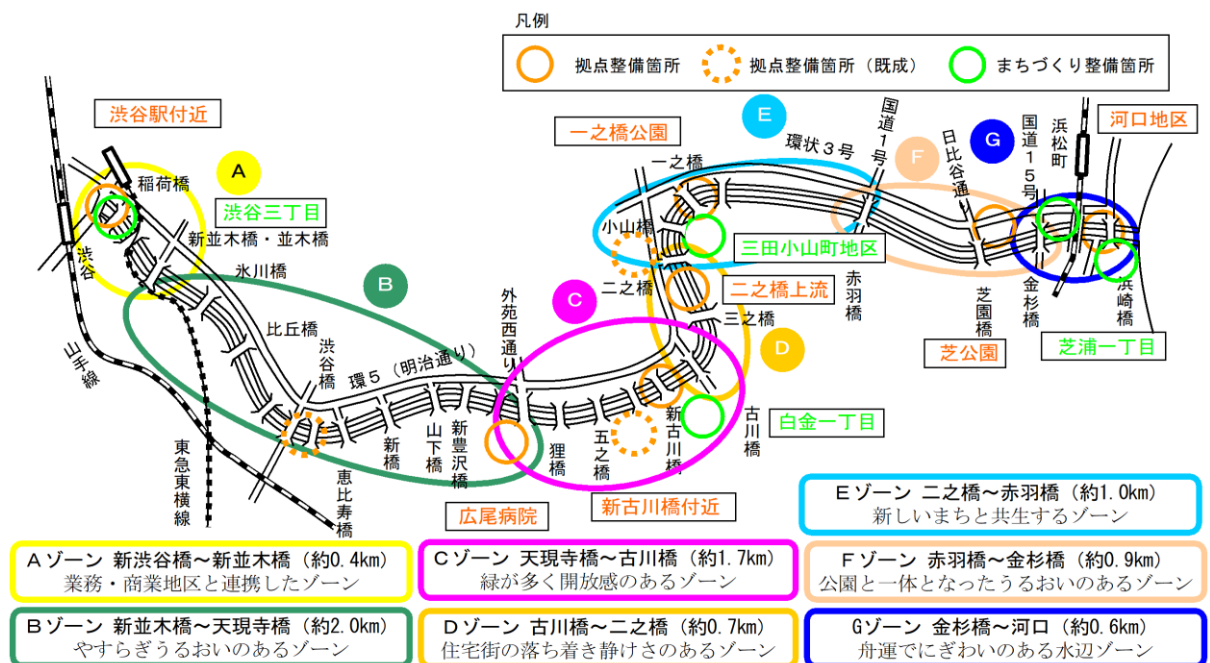 凡例
拠点整備箇所
拠点整備箇所（既成）
まちづくり整備箇所
渋谷駅付近
A
稲荷橋
渋谷三丁目
新並木橋・並木橋
渋谷
氷川橋
B
比丘橋
渋谷橋
環５（明治通り）
外苑西通り
C
山手線
東急東横線
恵比寿橋
新橋
山下橋
新豊沢橋
広尾病院
狸橋
五之橋
新古川橋
新古川橋付近
古川橋
白金一丁目
D
三之橋
二之橋上流
二之橋
小山橋
三田小山町地区
一之橋
一之橋公園
E
環状３号
国道１号
赤羽橋
F
日比谷通り
芝園橋
芝公園
G
国道１５号
金杉橋
浜松町
河口地区
浜崎橋
芝浦一丁目
Aゾーン 新渋谷橋～新並木橋（約0.4km）
業務・商業地区と連携したゾーン
Bゾーン 新並木橋～天現寺橋（約2.0km）
やすらぎうるおいのあるゾーン
Cゾーン 天現寺橋～古川橋（約1.7km）
緑が多く開放感のあるゾーン
Dゾーン 古川橋～二之橋（約0.7km）
住宅街の落ち着き静けさのあるゾーン
Eゾーン 二之橋～赤羽橋（約1.0km）
新しいまちと共生するゾーン
Fゾーン 赤羽橋～金杉橋（約0.9km）
公園と一体となったうるおいのあるゾーン
Gゾーン 金杉橋～河口（約0.6km）
舟運でにぎわいのある水辺ゾーン